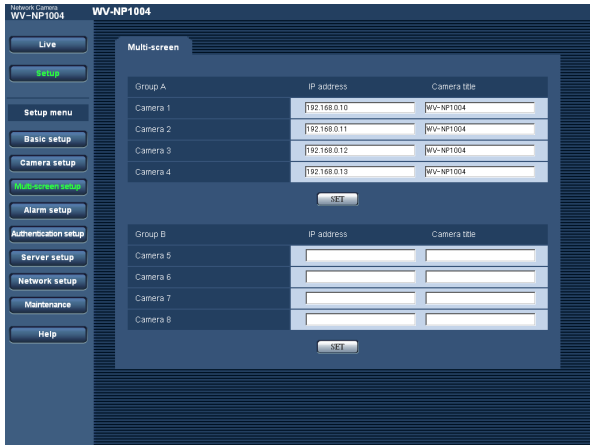 Network Camera
WV-NP1004
WV-NP1004
Live
Setup
Setup menu
Basic setup
Camera setup
Multi-screen setup
Alarm setup
Authentication setup
Server setup
Network setup
Maintenance
Help
Multi-screen
Group A IP address Camera title
Camera 1 192.168.0.10 WV-NP1004
Camera 2 192.168.0.11 WV-NP1004
Camera 3 192.168.0.12 WV-NP1004
Camera 4 192.168.0.13 WV-NP1004
SET
Group B IP address Camera title
Camera 5
Camera 6
Camera 7
Camera 8
SET